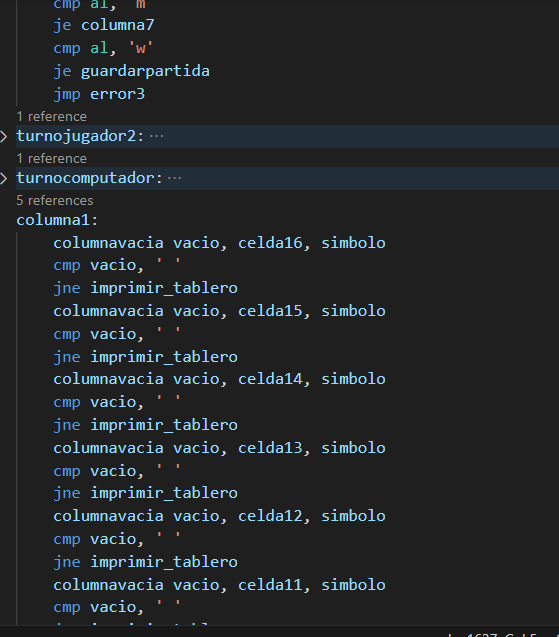 cmp al, 'm'
je columna7
cmp al, 'w'
je guardarpartida
jmp error3
1 reference
turnojugador2: ···
1 reference
turnocomputador: ···
5 references
columna1:
columnavacia vacio, celda16, simbolo
cmp vacio, ' '
jne imprimir_tablero
columnavacia vacio, celda15, simbolo
cmp vacio, ' '
jne imprimir_tablero
columnavacia vacio, celda14, simbolo
cmp vacio, ' '
jne imprimir_tablero
columnavacia vacio, celda13, simbolo
cmp vacio, ' '
jne imprimir_tablero
columnavacia vacio, celda12, simbolo
cmp vacio, ' '
jne imprimir_tablero
columnavacia vacio, celda11, simbolo
cmp vacio, ' '